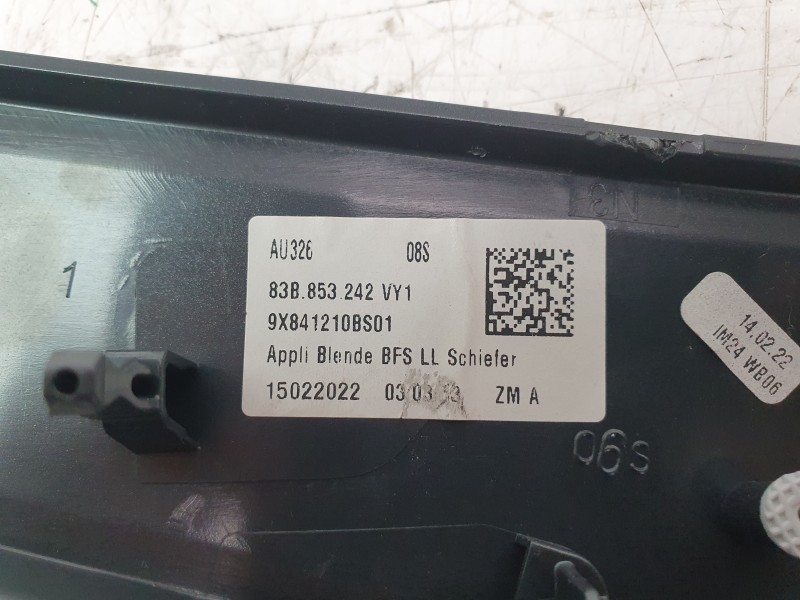 AU326 08S
83B.853.242 VY1
9X841210BS01
Appli Blende BFS LL Schiefer
15022022 ZM A
14.02.22
IM24 WB06
1
06S